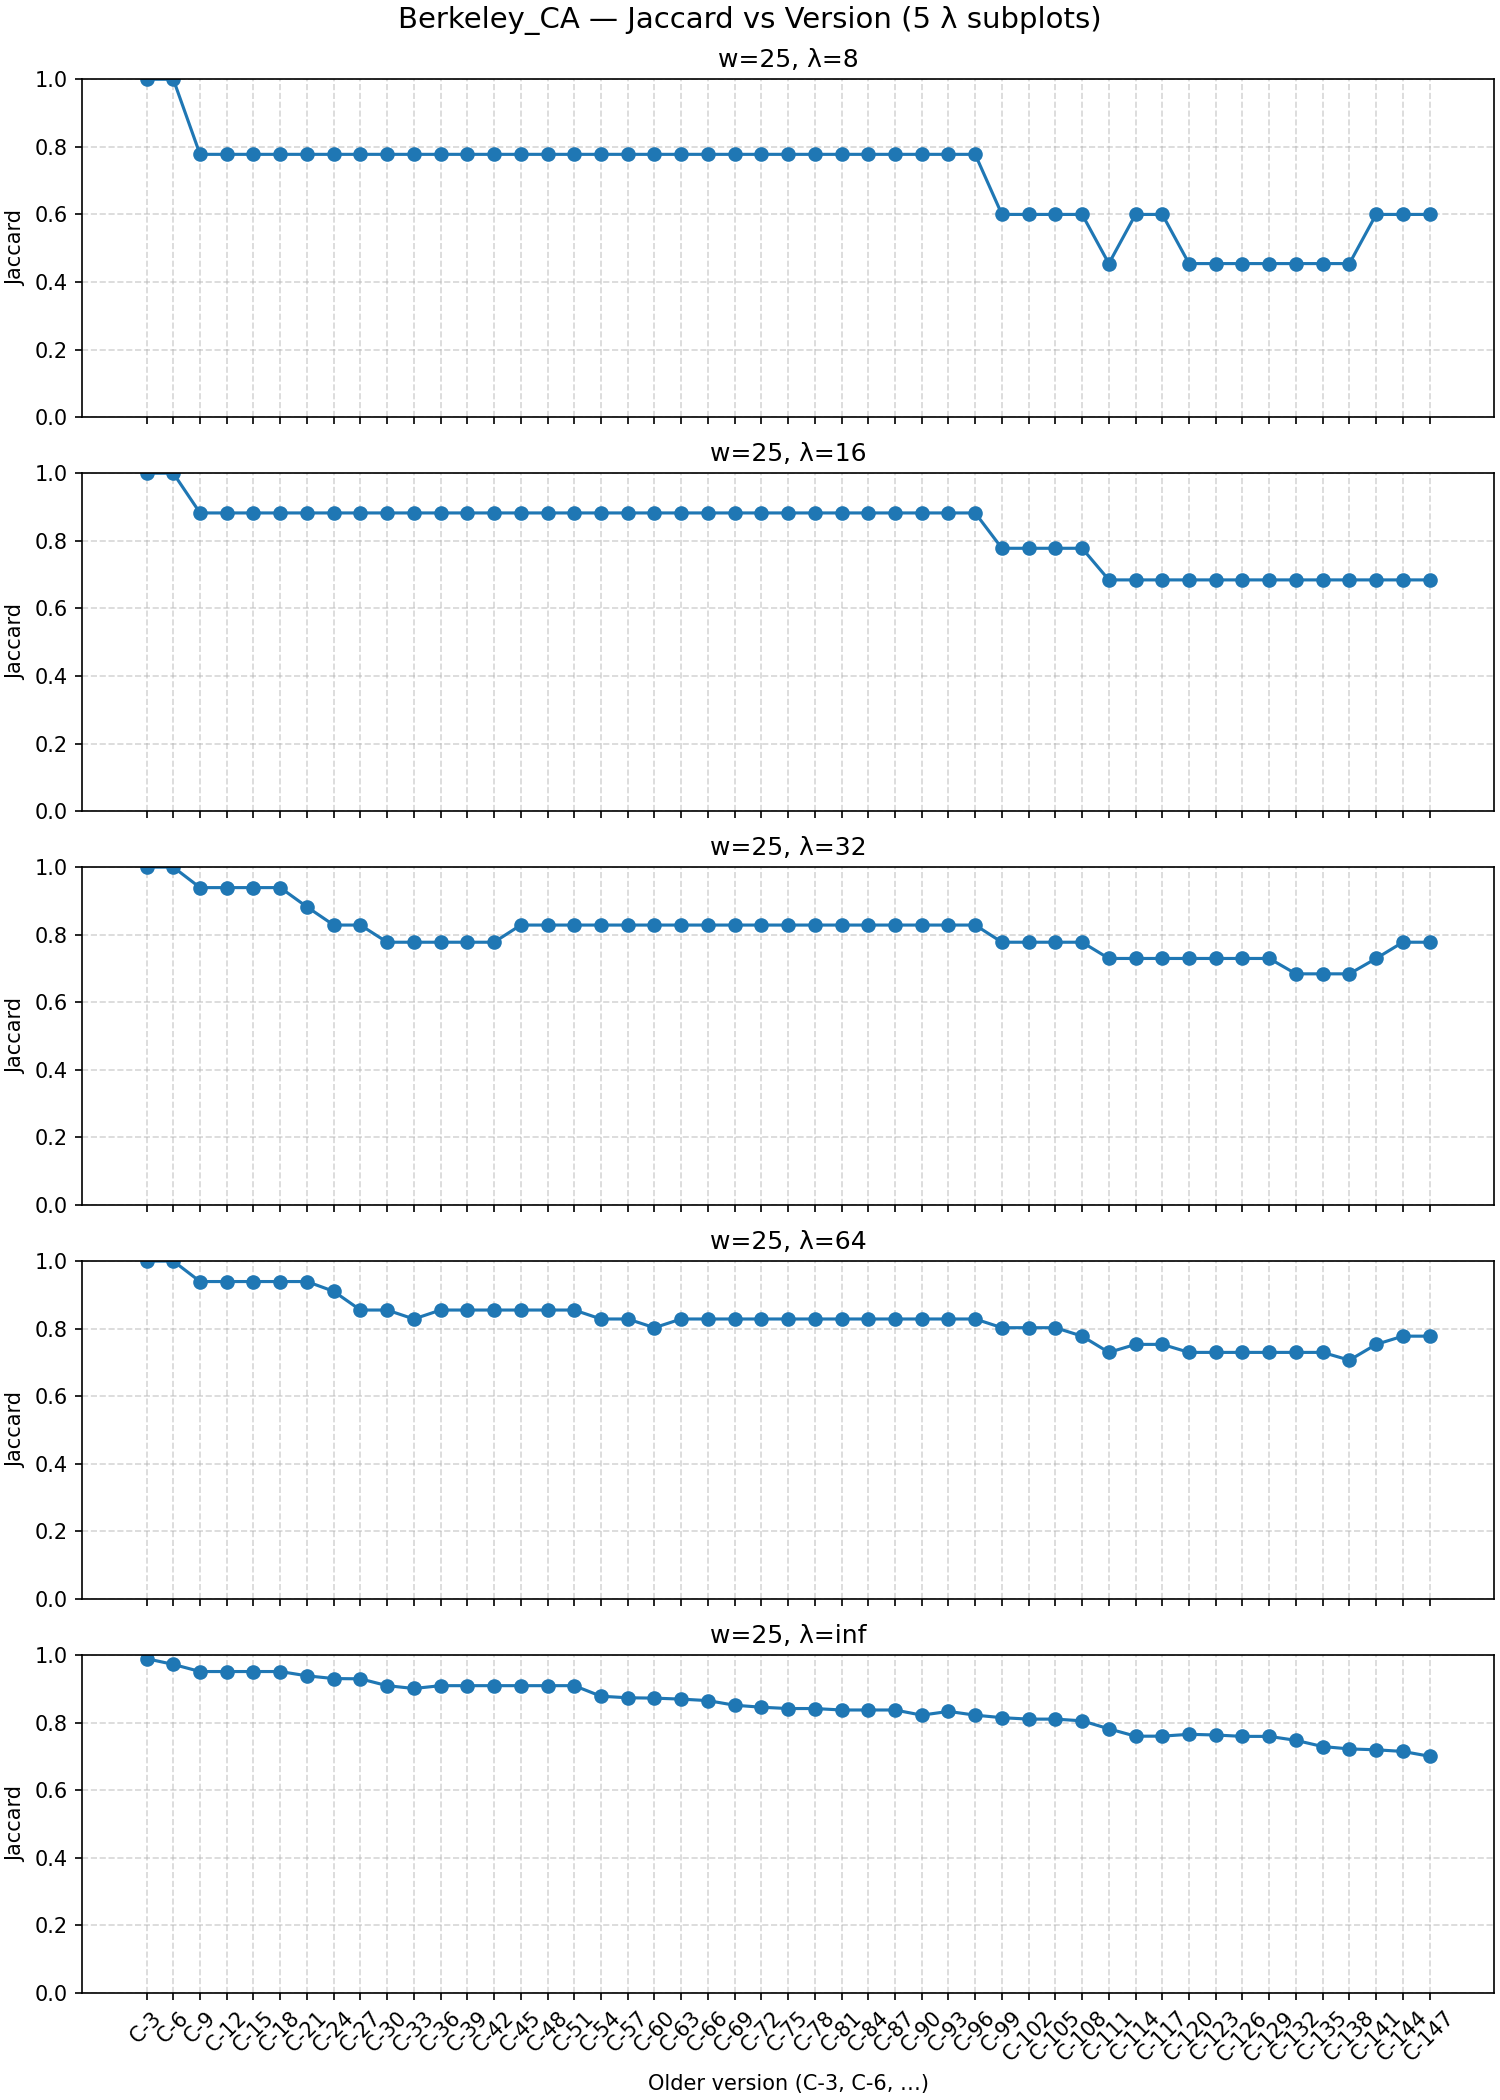 Berkeley_CA — Jaccard vs Version (5 λ subplots)
w=25, λ=8
1.0
0.8
0.6
0.4
0.2
0.0
Jaccard
w=25, λ=16
1.0
0.8
0.6
0.4
0.2
0.0
Jaccard
w=25, λ=32
1.0
0.8
0.6
0.4
0.2
0.0
Jaccard
w=25, λ=64
1.0
0.8
0.6
0.4
0.2
0.0
Jaccard
w=25, λ=inf
1.0
0.8
0.6
0.4
0.2
0.0
Jaccard
C-3 C-6 C-9 C-12 C-15 C-18 C-21 C-24 C-27 C-30 C-33 C-36 C-39 C-42 C-45 C-48 C-51 C-54 C-57 C-60 C-63 C-66 C-69 C-72 C-75 C-78 C-81 C-84 C-87 C-90 C-93 C-96 C-99 C-102 C-105 C-108 C-111 C-114 C-117 C-120 C-123 C-126 C-129 C-132 C-135 C-138 C-141 C-144 C-147
Older version (C-3, C-6, ...)